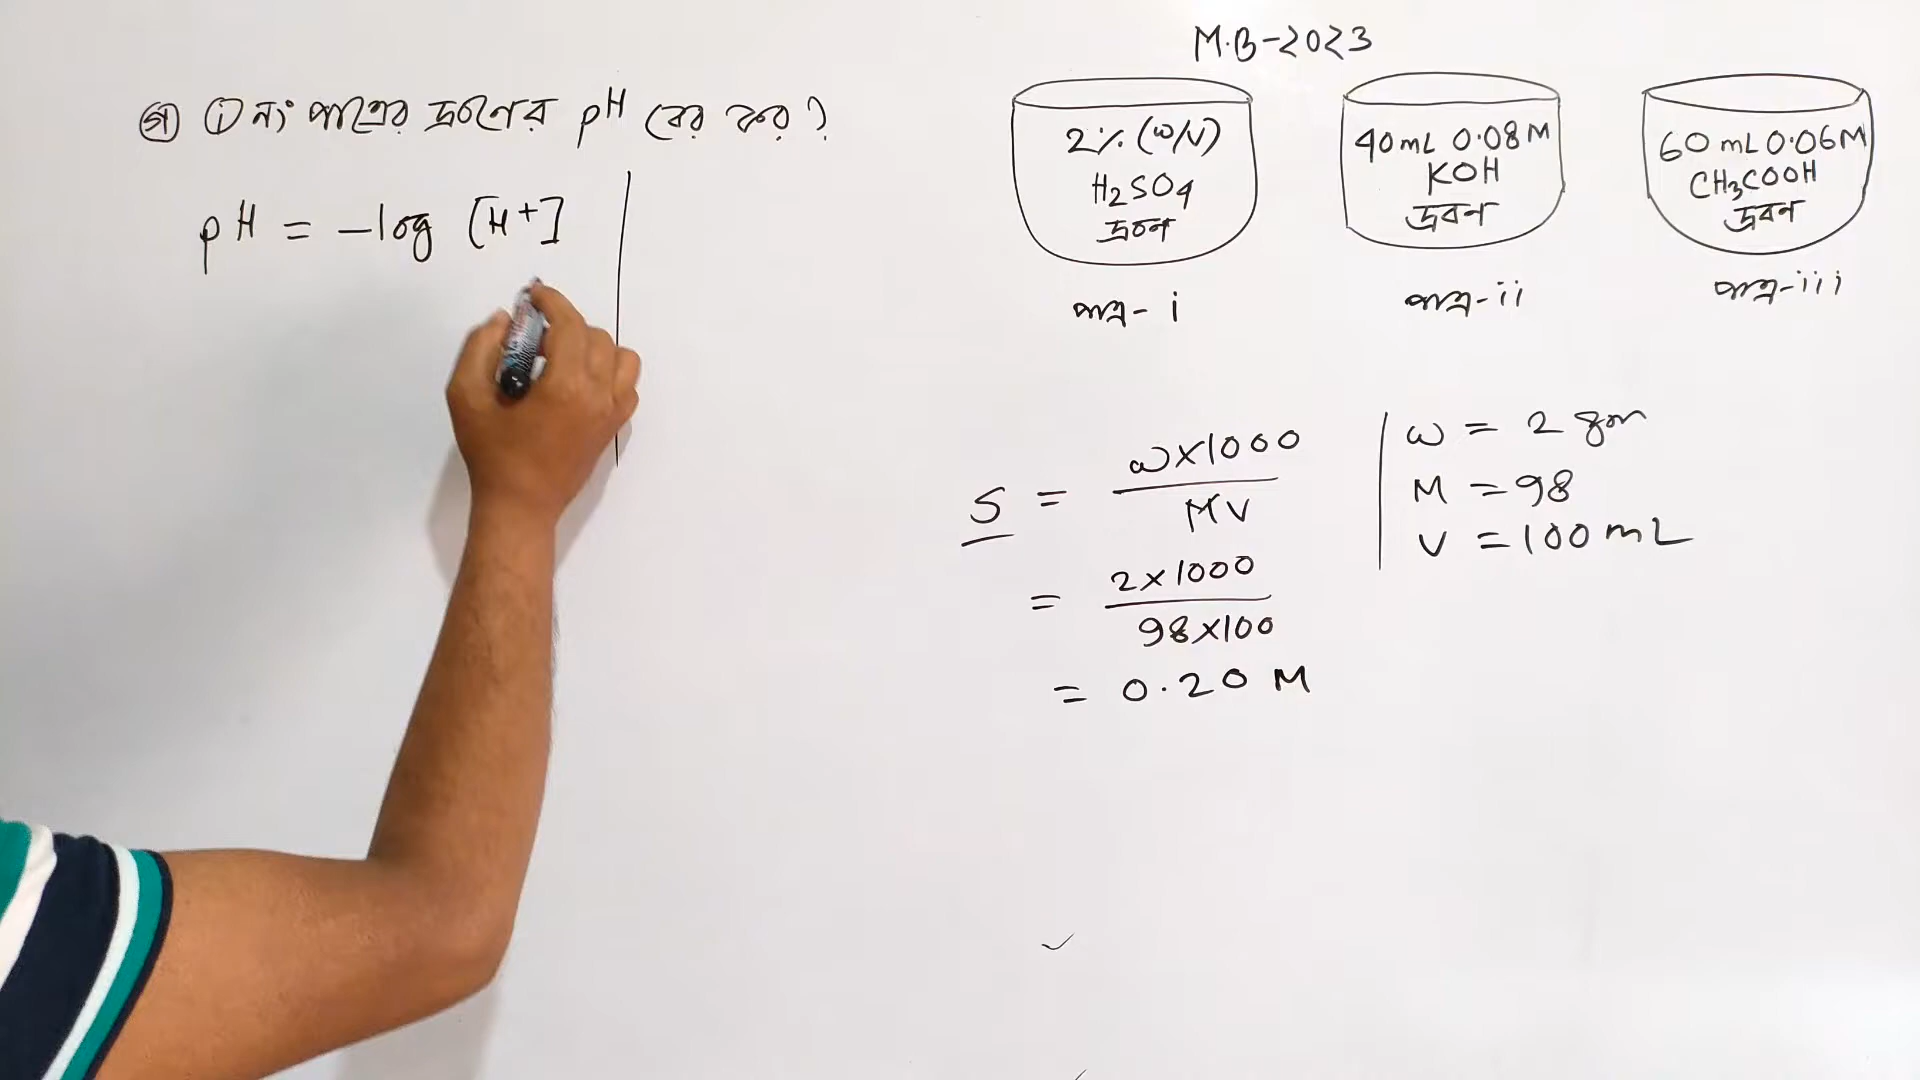 M.B-2023
গ) i নং পাত্রের দ্রবণের pH বের কর?
pH = -log [H+]
2% (w/v)
H₂SO₄
দ্রবণ
পাত্র- i
40mL 0.08M
KOH
দ্রবণ
পাত্র-ii
60 mL 0.06M
CH₃COOH
দ্রবণ
পাত্র-iii
S = w×1000 / MV
= 2×1000 / 98×100
= 0.20 M
w = 2 gm
M = 98
V = 100 mL